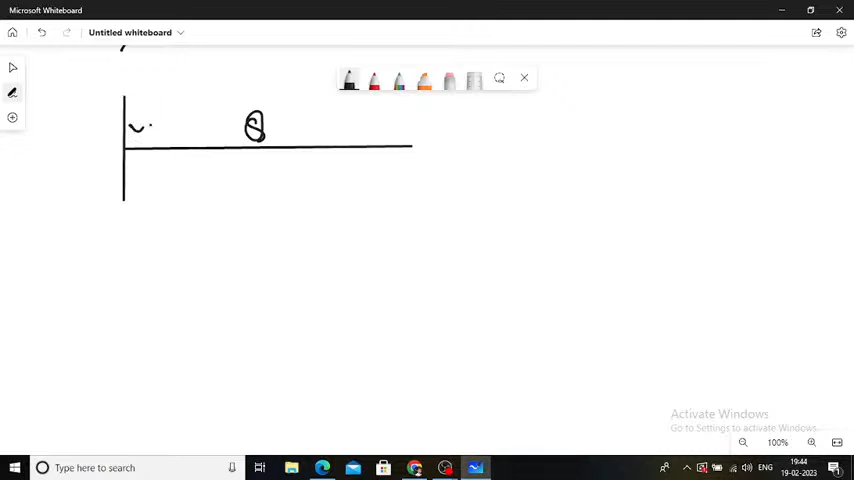 Microsoft Whiteboard
Untitled whiteboard
Activate Windows
Go to Settings to activate Windows.
100%
Type here to search
ENG
19:44
19-02-2023